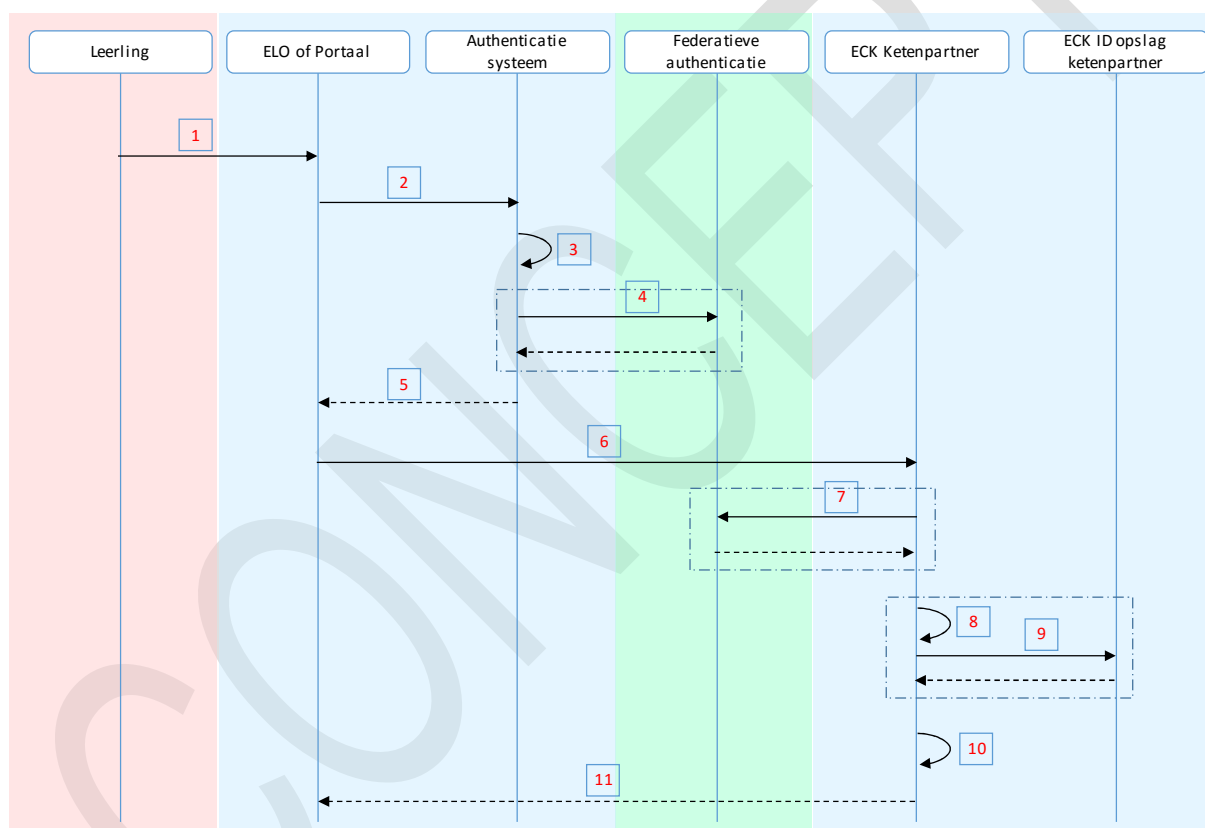 Leerling
ELO of Portaal
Authenticatie
systeem
Federatieve
authenticatie
ECK Ketenpartner
ECK ID opslag
ketenpartner
1
2
3
4
5
6
7
8
9
10
11
CONCEPT